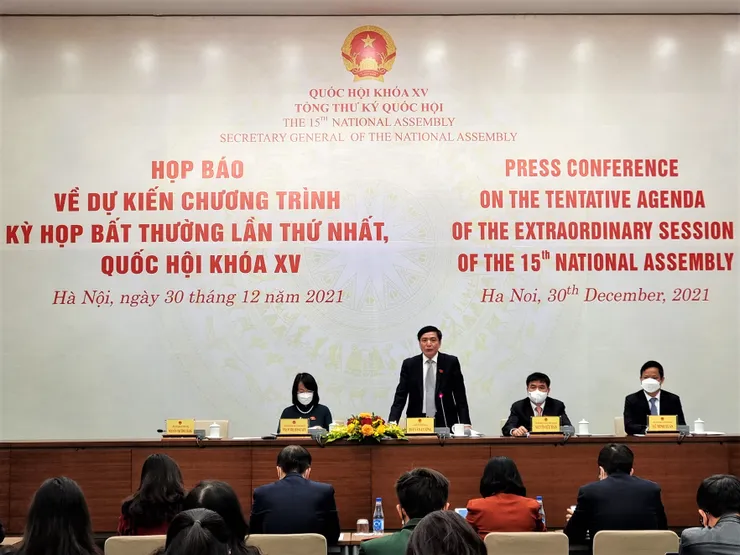 QUỐC HỘI KHÓA XV
TỔNG THƯ KÝ QUỐC HỘI
THE 15TH NATIONAL ASSEMBLY
SECRETARY GENERAL OF THE NATIONAL ASSEMBLY
HỌP BÁO
VỀ DỰ KIẾN CHƯƠNG TRÌNH
KỲ HỌP BẤT THƯỜNG LẦN THỨ NHẤT,
QUỐC HỘI KHÓA XV
Hà Nội, ngày 30 tháng 12 năm 2021
PRESS CONFERENCE
ON THE TENTATIVE AGENDA
OF THE EXTRAORDINARY SESSION
OF THE 15th NATIONAL ASSEMBLY
Ha Noi, 30th December, 2021